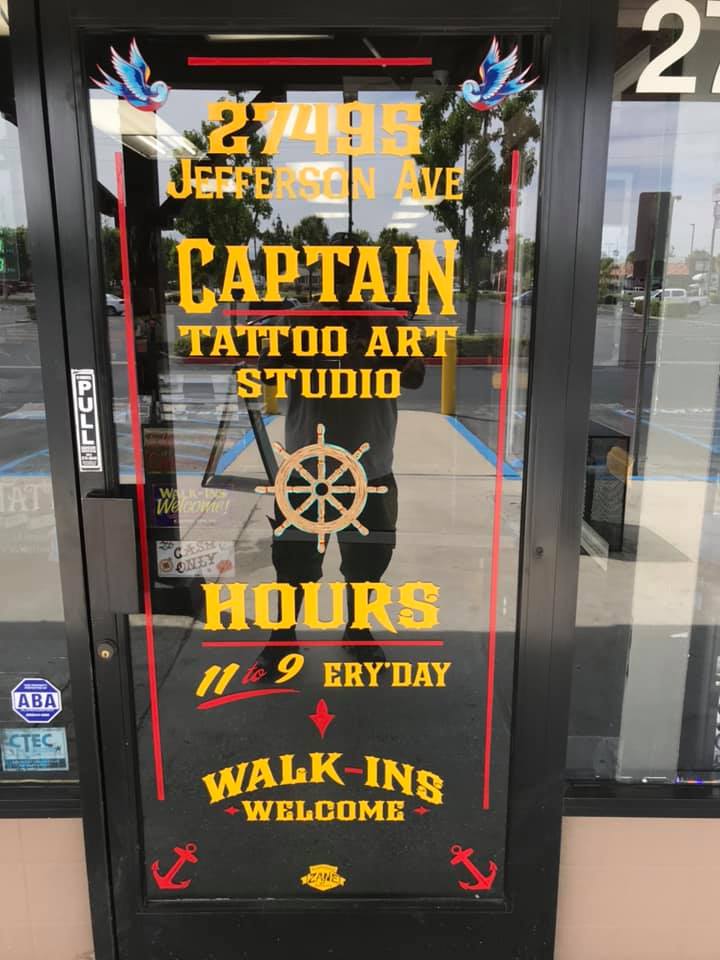 27
27495
JEFFERSON AVE
CAPTAIN
TATTOO ART
STUDIO
PULL
WALK-INS
Welcome!
CASH
ONLY
HOURS
11 to 9 ERY'DAY
ABA
CTEC
WALK-INS
WELCOME